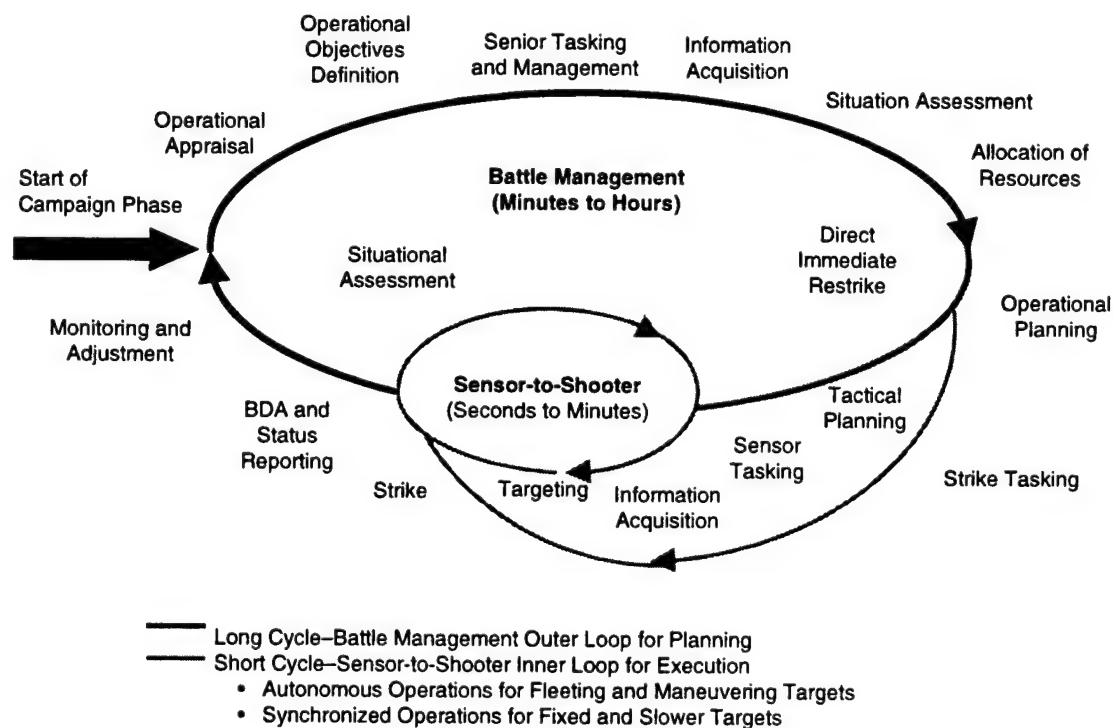 Operational
Objectives
Definition
Senior Tasking
and Management
Information
Acquisition
Situation Assessment
Operational
Appraisal
Allocation of
Resources
Start of
Campaign Phase
Battle Management
(Minutes to Hours)
Situational
Assessment
Direct
Immediate
Restrike
Operational
Planning
Monitoring and
Adjustment
Sensor-to-Shooter
(Seconds to Minutes)
Tactical
Planning
BDA and
Status
Reporting
Sensor
Tasking
Strike Tasking
Strike
Targeting
Information
Acquisition
Long Cycle–Battle Management Outer Loop for Planning
Short Cycle–Sensor-to-Shooter Inner Loop for Execution
• Autonomous Operations for Fleeting and Maneuvering Targets
• Synchronized Operations for Fixed and Slower Targets